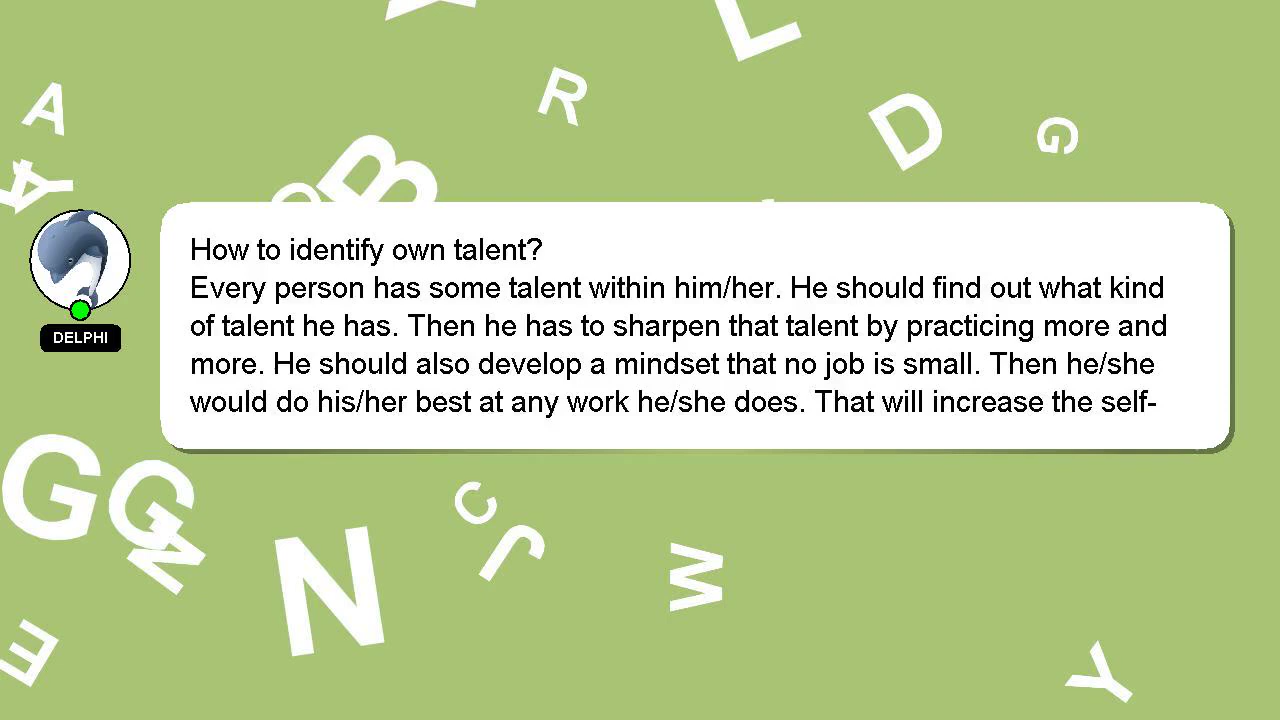 L
R
A
D
G
B
DELPHI
How to identify own talent?
Every person has some talent within him/her. He should find out what kind
of talent he has. Then he has to sharpen that talent by practicing more and
more. He should also develop a mindset that no job is small. Then he/she
would do his/her best at any work he/she does. That will increase the self-
G
G
N
C
J
N
W
E
Y